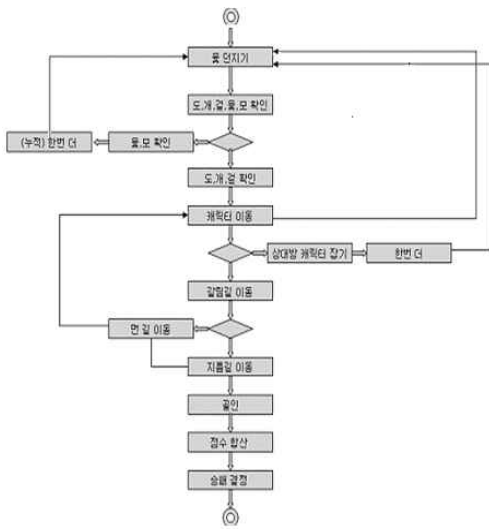 윷 던지기
도,개,걸,윷,모 확인
(누적) 한번 더
윷,모 확인
도,개,걸 확인
캐릭터 이동
상대방 캐릭터 잡기
한번 더
갈림길 이동
먼 길 이동
지름길 이동
골인
점수 합산
승패 결정